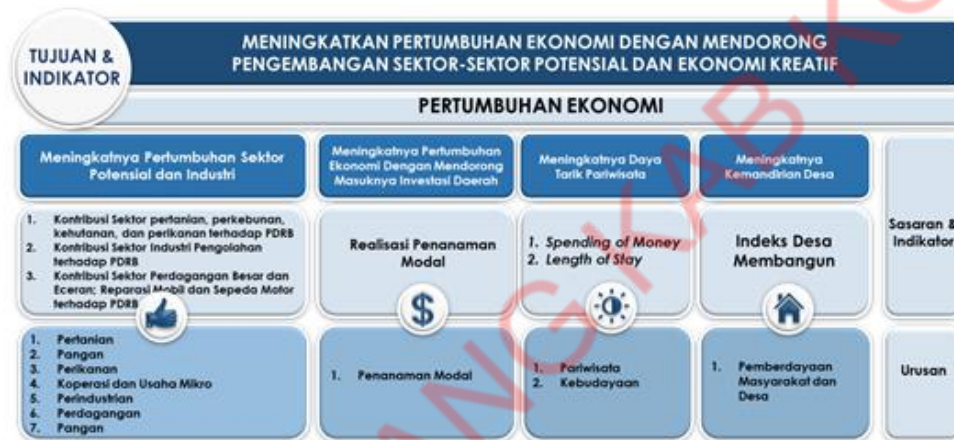 TUJUAN &
INDIKATOR
MENINGKATKAN PERTUMBUHAN EKONOMI DENGAN MENDORONG
PENGEMBANGAN SEKTOR-SEKTOR POTENSIAL DAN EKONOMI KREATIF
PERTUMBUHAN EKONOMI
Meningkatnya Pertumbuhan Sektor
Potensial dan Industri
Meningkatnya Pertumbuhan
Ekonomi Dengan Mendorong
Masuknya Investasi Daerah
Meningkatnya Daya
Tarik Pariwisata
Meningkatnya
Kemandirian Desa
1. Kontribusi Sektor pertanian, perkebunan,
kehutanan, dan perikanan terhadap PDRB
2. Kontribusi Sektor Industri Pengolahan
terhadap PDRB
3. Kontribusi Sektor Perdagangan Besar dan
Eceran; Reparasi Mobil dan Sepeda Motor
terhadap PDRB
Realisasi Penanaman
Modal
1. Spending of Money
2. Length of Stay
Indeks Desa
Membangun
Sasaran &
Indikator
1. Pertanian
2. Pangan
3. Perikanan
4. Koperasi dan Usaha Mikro
5. Perindustrian
6. Perdagangan
7. Pangan
1. Penanaman Modal
1. Pariwisata
2. Kebudayaan
1. Pemberdayaan
Masyarakat dan
Desa
Urusan
ANGKAB K